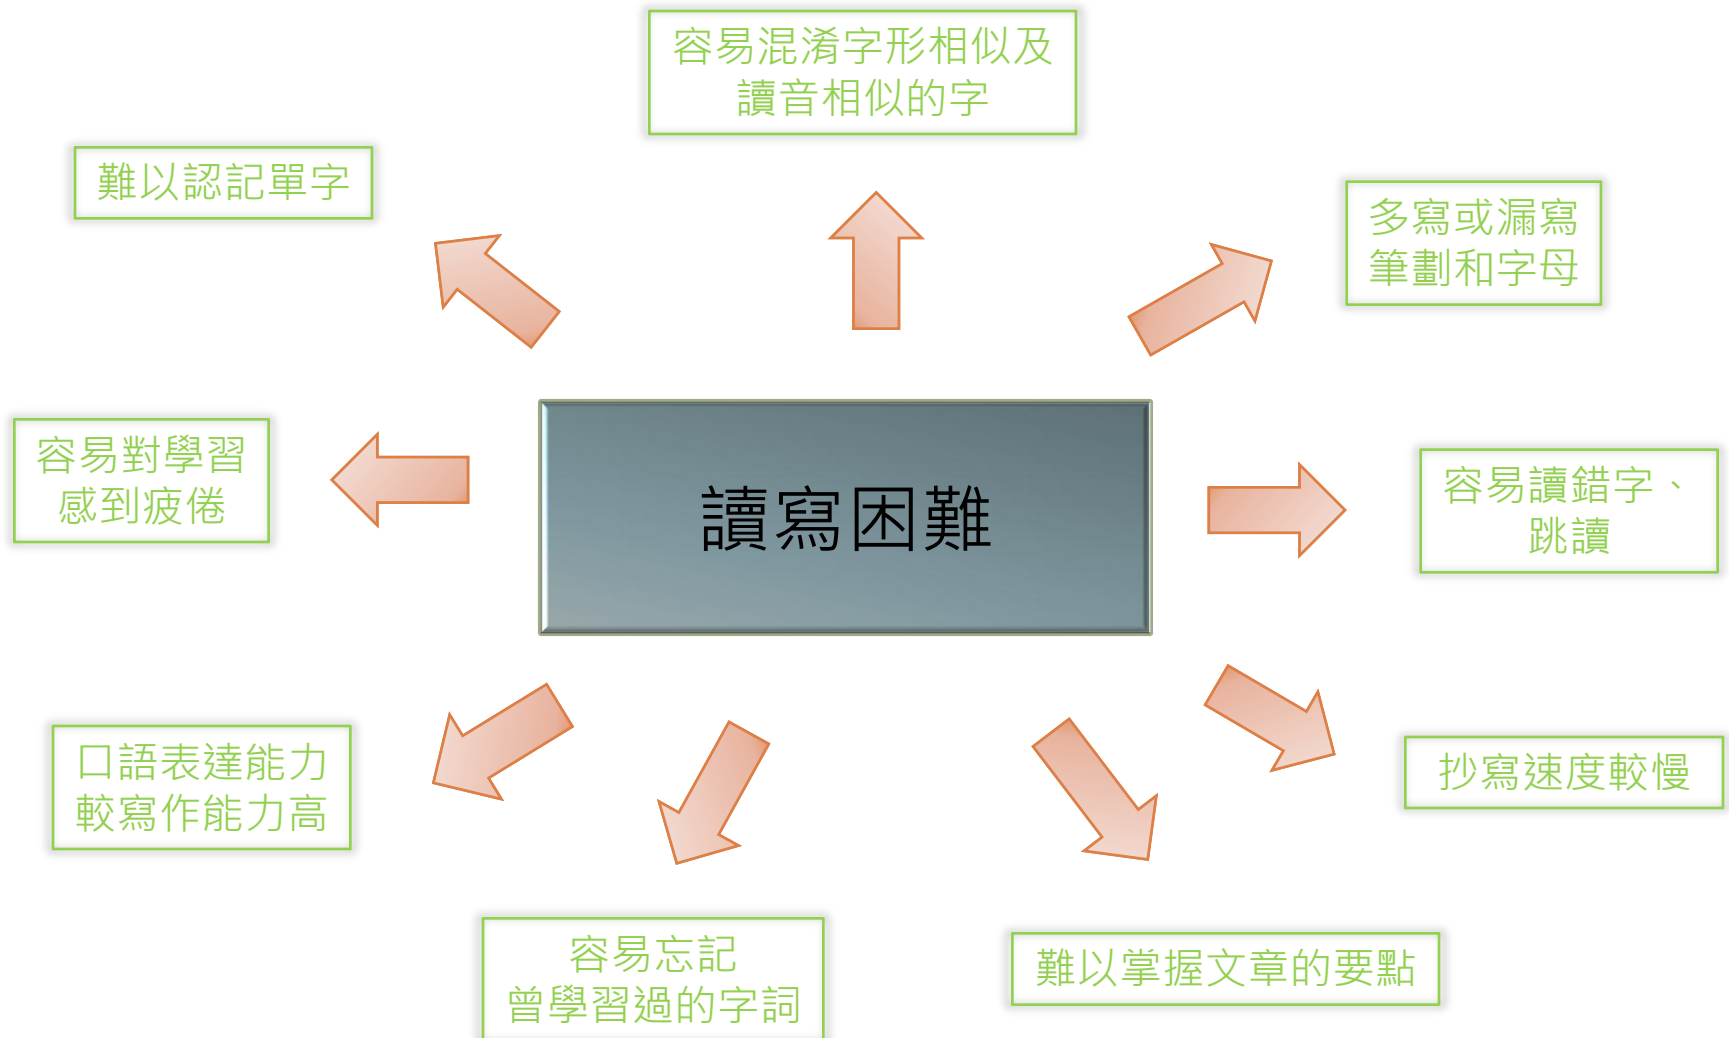 容易混淆字形相似及
讀音相似的字
難以認記單字
多寫或漏寫
筆劃和字母
容易對學習
感到疲倦
讀寫困難
容易讀錯字、
跳讀
口語表達能力
較寫作能力高
抄寫速度較慢
容易忘記
曾學習過的字詞
難以掌握文章的要點